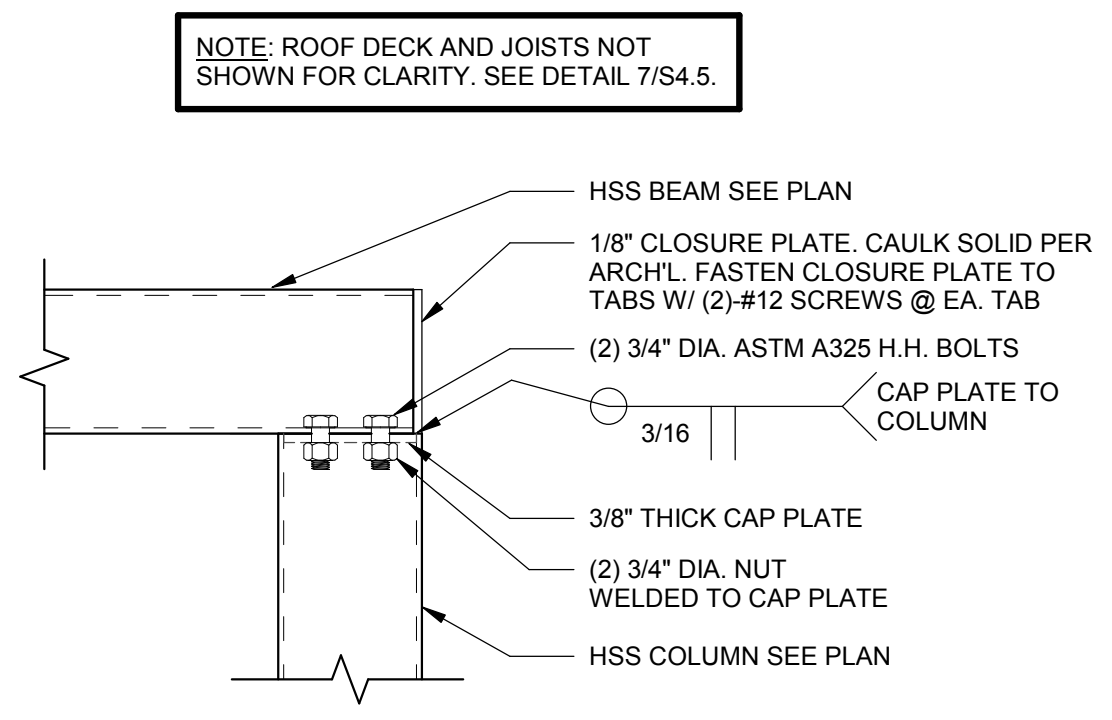 NOTE: ROOF DECK AND JOISTS NOT
SHOWN FOR CLARITY. SEE DETAIL 7/S4.5.
HSS BEAM SEE PLAN
1/8" CLOSURE PLATE. CAULK SOLID PER
ARCH'L. FASTEN CLOSURE PLATE TO
TABS W/ (2)-#12 SCREWS @ EA. TAB
(2) 3/4" DIA. ASTM A325 H.H. BOLTS
3/16
CAP PLATE TO
COLUMN
3/8" THICK CAP PLATE
(2) 3/4" DIA. NUT
WELDED TO CAP PLATE
HSS COLUMN SEE PLAN